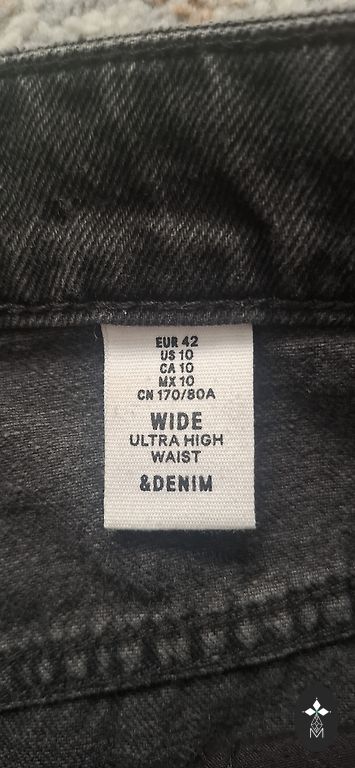 EUR 42
US 10
CA 10
MX 10
CN 170/80A
WIDE
ULTRA HIGH
WAIST
&DENIM
M